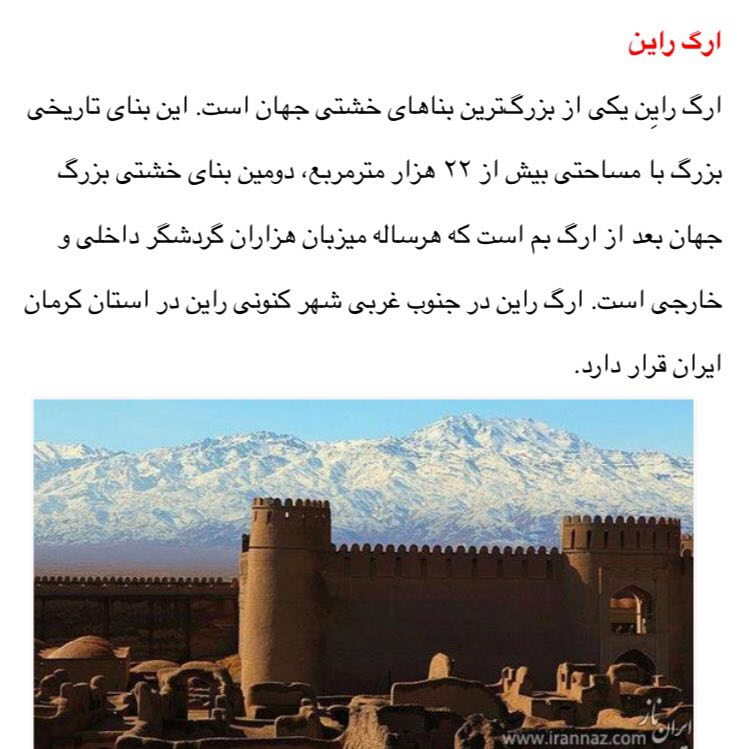 ارگ راین
ارگ رایِن یکی از بزرگ‌ترین بناهای خشتی جهان است. این بنای تاریخی
بزرگ با مساحتی بیش از ۲۲ هزار مترمربع، دومین بنای خشتی بزرگ
جهان بعد از ارگ بم است که هرساله میزبان هزاران گردشگر داخلی و
خارجی است. ارگ راین در جنوب غربی شهر کنونی راین در استان کرمان
ایران قرار دارد.
ایران ناز
www.irannaz.com